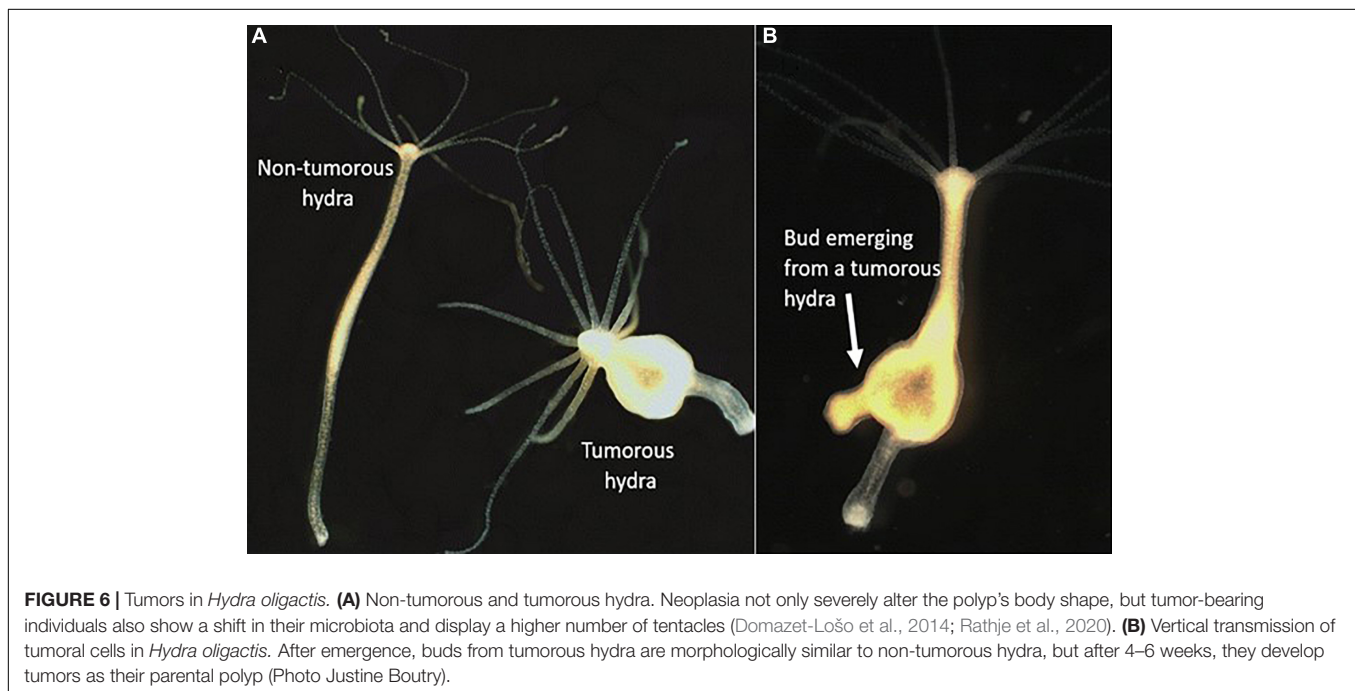 A
B
Non-tumorous
hydra
Bud emerging
from a tumorous
hydra
Tumorous
hydra
FIGURE 6 | Tumors in Hydra oligactis. (A) Non-tumorous and tumorous hydra. Neoplasia not only severely alter the polyp's body shape, but tumor-bearing
individuals also show a shift in their microbiota and display a higher number of tentacles (Domazet-Lošo et al., 2014; Rathje et al., 2020). (B) Vertical transmission of
tumoral cells in Hydra oligactis. After emergence, buds from tumorous hydra are morphologically similar to non-tumorous hydra, but after 4–6 weeks, they develop
tumors as their parental polyp (Photo Justine Boutry).